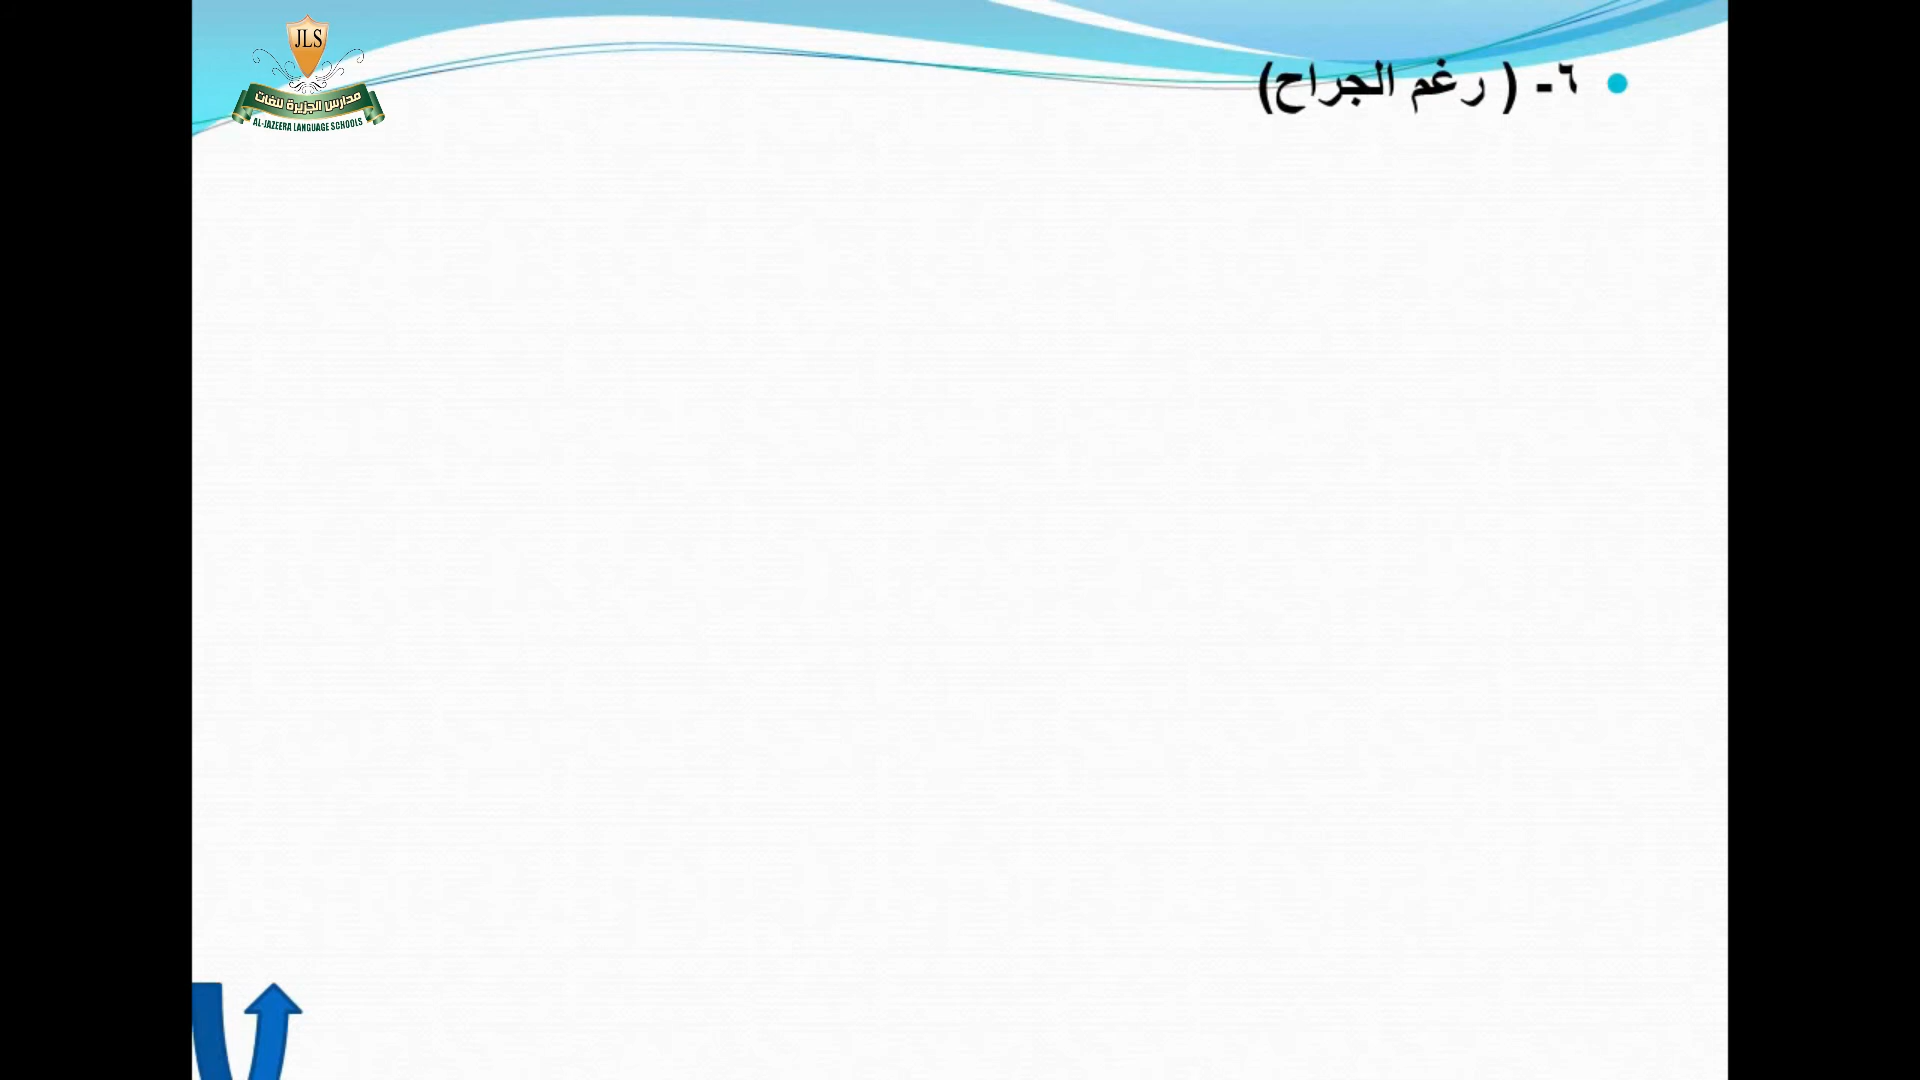 JLS
مدارس الجزيرة للغات
AL-JAZEERA LANGUAGE SCHOOLS
• ٦- ( رغم الجراح)